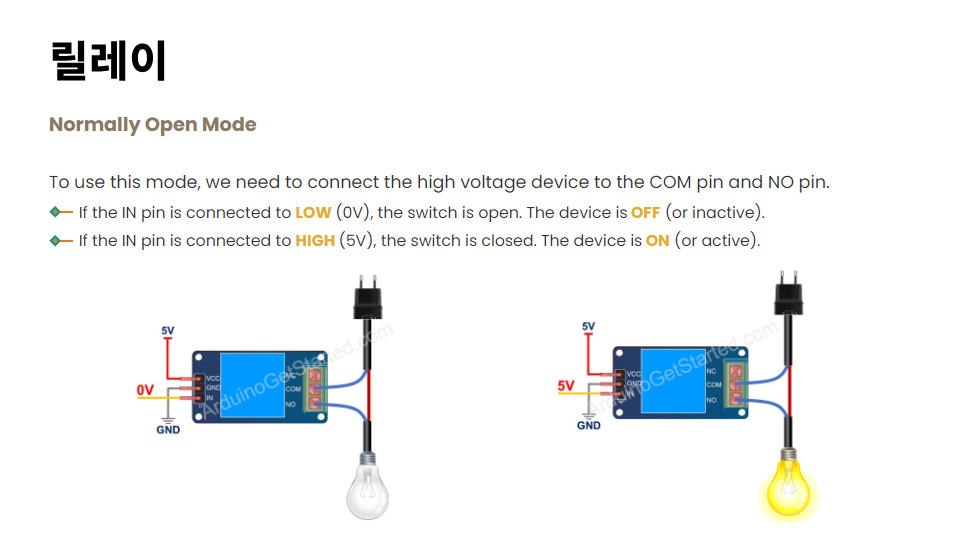 릴레이
Normally Open Mode
To use this mode, we need to connect the high voltage device to the COM pin and NO pin.
If the IN pin is connected to LOW (0V), the switch is open. The device is OFF (or inactive).
If the IN pin is connected to HIGH (5V), the switch is closed. The device is ON (or active).
5V
0V
GND
VCC
GND
IN
NC
COM
NO
ArduinoGetStarted.com
5V
5V
GND
VCC
GND
IN
NC
COM
NO
ArduinoGetStarted.com